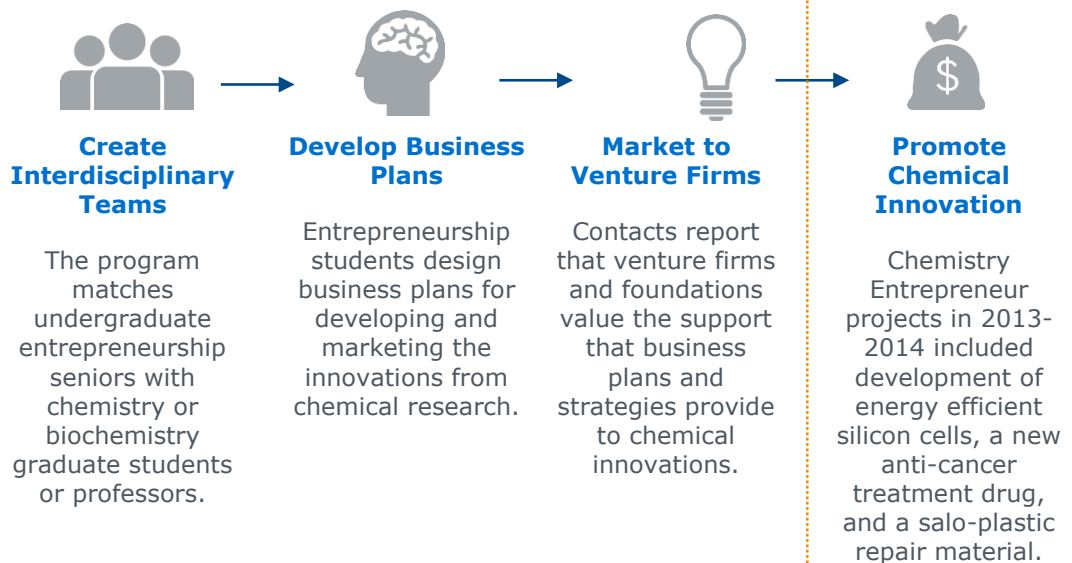 $
Create
Interdisciplinary
Teams
The program
matches
undergraduate
entrepreneurship
seniors with
chemistry or
biochemistry
graduate students
or professors.
Develop Business
Plans
Entrepreneurship
students design
business plans for
developing and
marketing the
innovations from
chemical research.
Market to
Venture Firms
Contacts report
that venture firms
and foundations
value the support
that business
plans and
strategies provide
to chemical
innovations.
Promote
Chemical
Innovation
Chemistry
Entrepreneur
projects in 2013-
2014 included
development of
energy efficient
silicon cells, a new
anti-cancer
treatment drug,
and a salo-plastic
repair material.